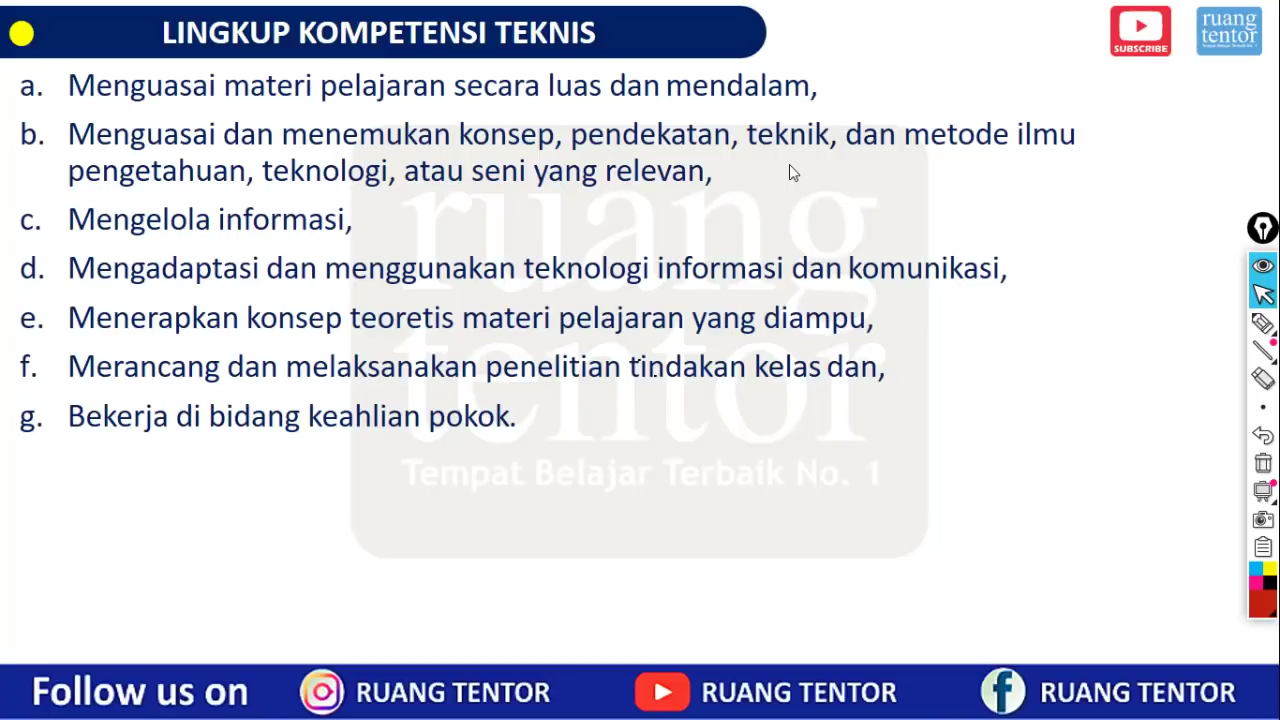 LINGKUP KOMPETENSI TEKNIS
SUBSCRIBE
ruang
tentor
a. Menguasai materi pelajaran secara luas dan mendalam,
b. Menguasai dan menemukan konsep, pendekatan, teknik, dan metode ilmu
pengetahuan, teknologi, atau seni yang relevan,
c. Mengelola informasi,
d. Mengadaptasi dan menggunakan teknologi informasi dan komunikasi,
e. Menerapkan konsep teoretis materi pelajaran yang diampu,
f. Merancang dan melaksanakan penelitian tindakan kelas dan,
g. Bekerja di bidang keahlian pokok.
ruang
tentor
Tempat Belajar Terbaik No. 1
Follow us on RUANG TENTOR RUANG TENTOR RUANG TENTOR